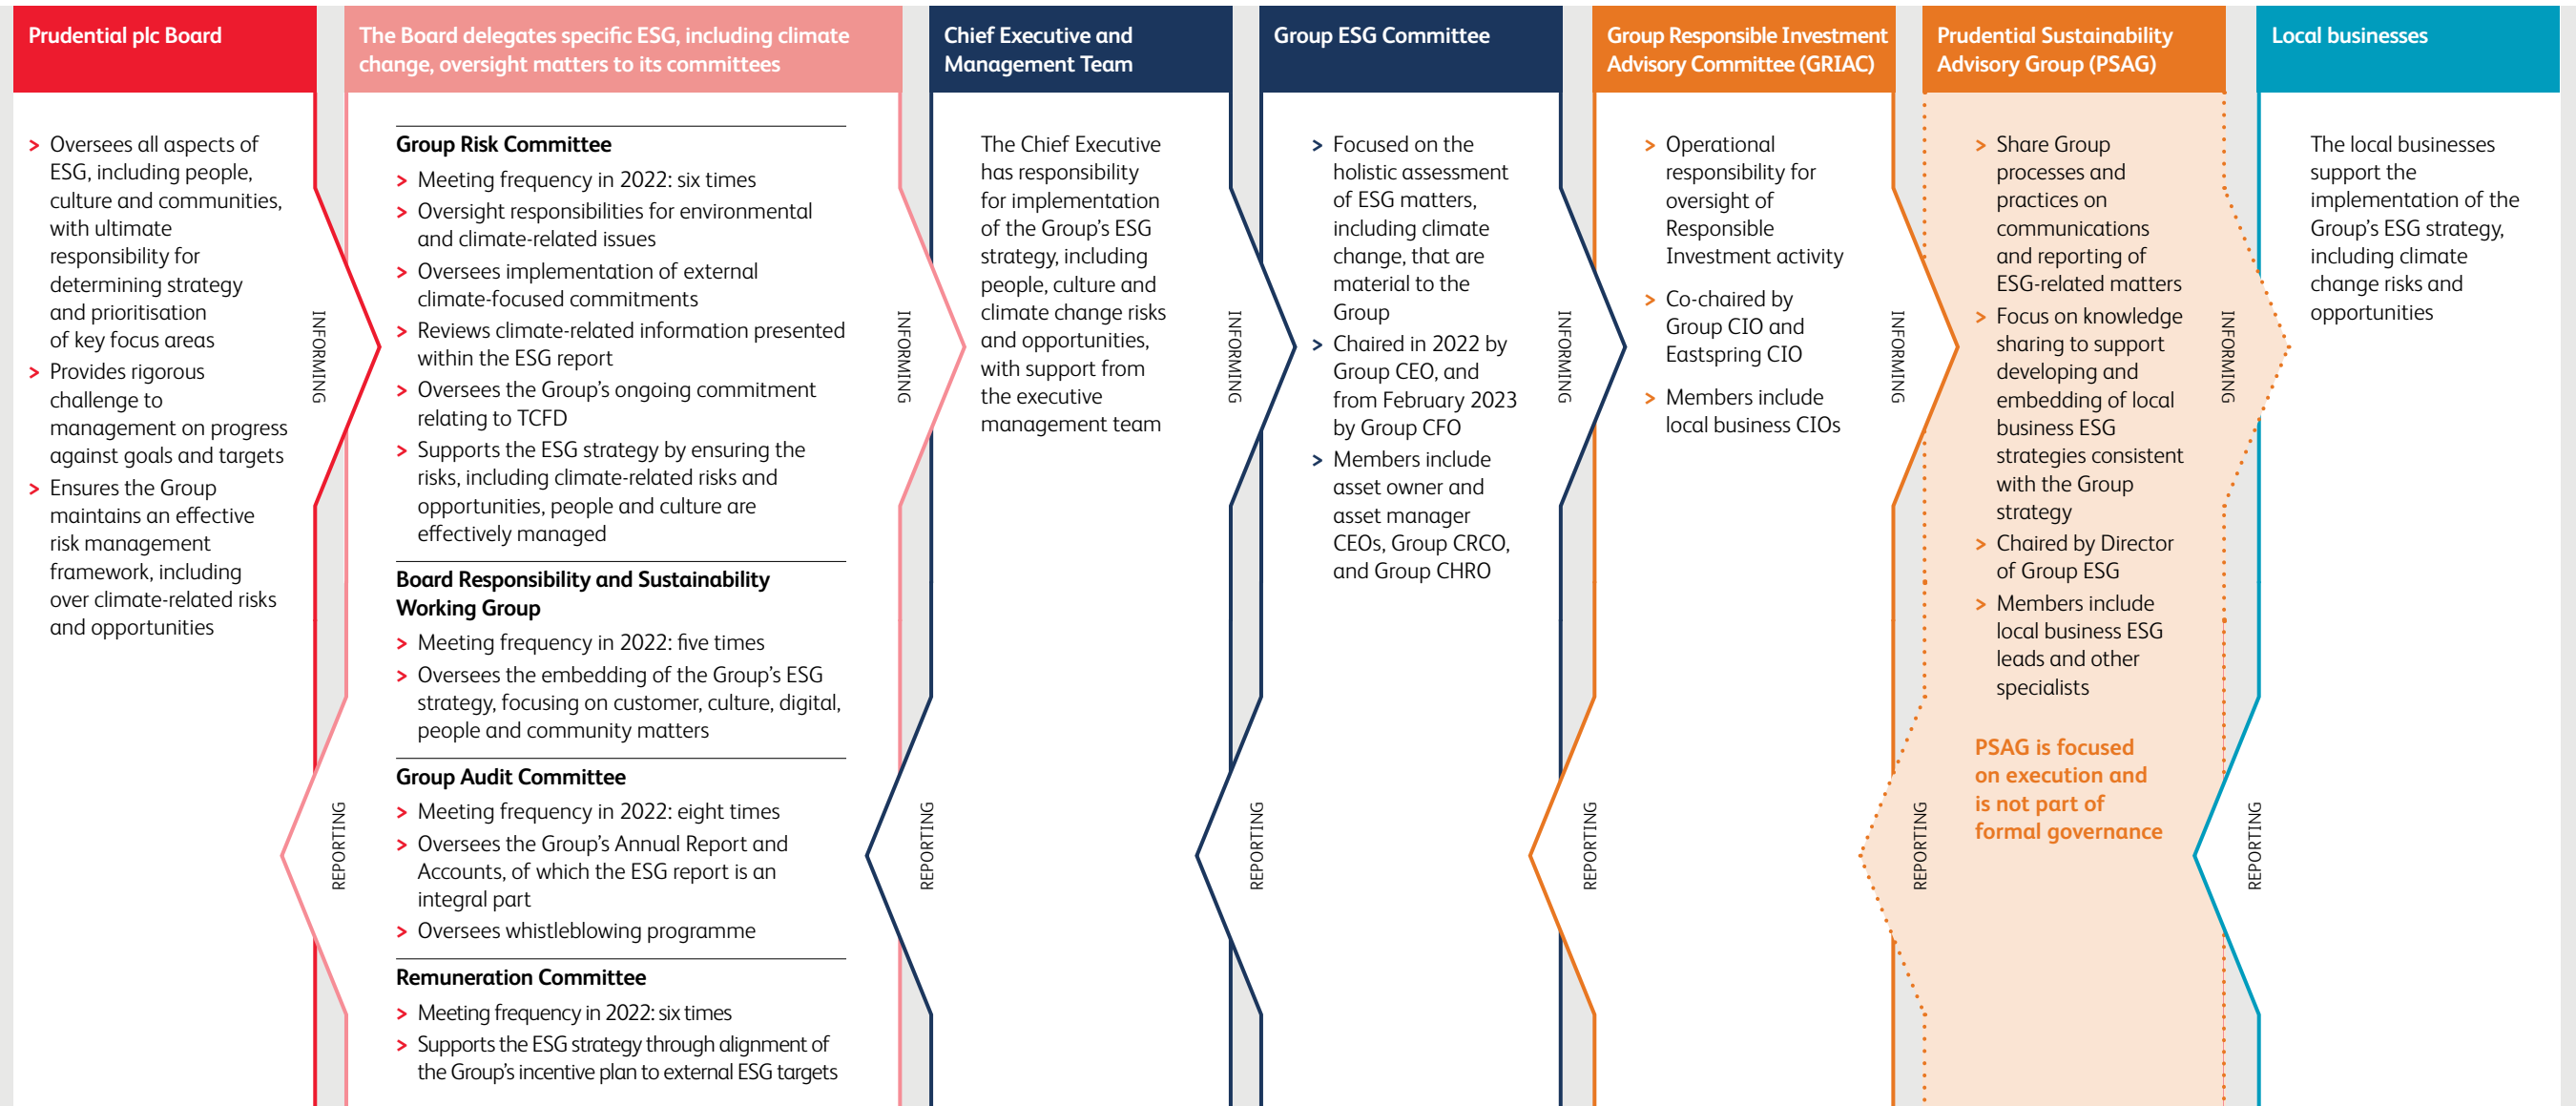 Prudential plc Board
> Oversees all aspects of
ESG, including people,
culture and communities,
with ultimate
responsibility for
determining strategy
and prioritisation
of key focus areas
> Provides rigorous
challenge to
management on progress
against goals and targets
> Ensures the Group
maintains an effective
risk management
framework, including
over climate-related risks
and opportunities
INFORMING
REPORTING
The Board delegates specific ESG, including climate
change, oversight matters to its committees
Group Risk Committee
> Meeting frequency in 2022: six times
> Oversight responsibilities for environmental
and climate-related issues
> Oversees implementation of external
climate-focused commitments
> Reviews climate-related information presented
within the ESG report
> Oversees the Group's ongoing commitment
relating to TCFD
> Supports the ESG strategy by ensuring the
risks, including climate-related risks and
opportunities, people and culture are
effectively managed
Board Responsibility and Sustainability
Working Group
> Meeting frequency in 2022: five times
> Oversees the embedding of the Group's ESG
strategy, focusing on customer, culture, digital,
people and community matters
Group Audit Committee
> Meeting frequency in 2022: eight times
> Oversees the Group's Annual Report and
Accounts, of which the ESG report is an
integral part
> Oversees whistleblowing programme
Remuneration Committee
> Meeting frequency in 2022: six times
> Supports the ESG strategy through alignment of
the Group's incentive plan to external ESG targets
INFORMING
REPORTING
Chief Executive and
Management Team
The Chief Executive
has responsibility
for implementation
of the Group's ESG
strategy, including
people, culture and
climate change risks
and opportunities,
with support from
the executive
management team
INFORMING
REPORTING
Group ESG Committee
> Focused on the
holistic assessment
of ESG matters,
including climate
change, that are
material to the
Group
> Chaired in 2022 by
Group CEO, and
from February 2023
by Group CFO
> Members include
asset owner and
asset manager
CEOs, Group CRCO,
and Group CHRO
INFORMING
REPORTING
Group Responsible Investment
Advisory Committee (GRIAC)
> Operational
responsibility for
oversight of
Responsible
Investment activity
> Co-chaired by
Group CIO and
Eastspring CIO
> Members include
local business CIOs
INFORMING
REPORTING
Prudential Sustainability
Advisory Group (PSAG)
> Share Group
processes and
practices on
communications
and reporting of
ESG-related matters
> Focus on knowledge
sharing to support
developing and
embedding of local
business ESG
strategies consistent
with the Group
strategy
> Chaired by Director
of Group ESG
> Members include
local business ESG
leads and other
specialists
PSAG is focused
on execution and
is not part of
formal governance
INFORMING
REPORTING
Local businesses
The local businesses
support the
implementation of the
Group's ESG strategy,
including climate
change risks and
opportunities